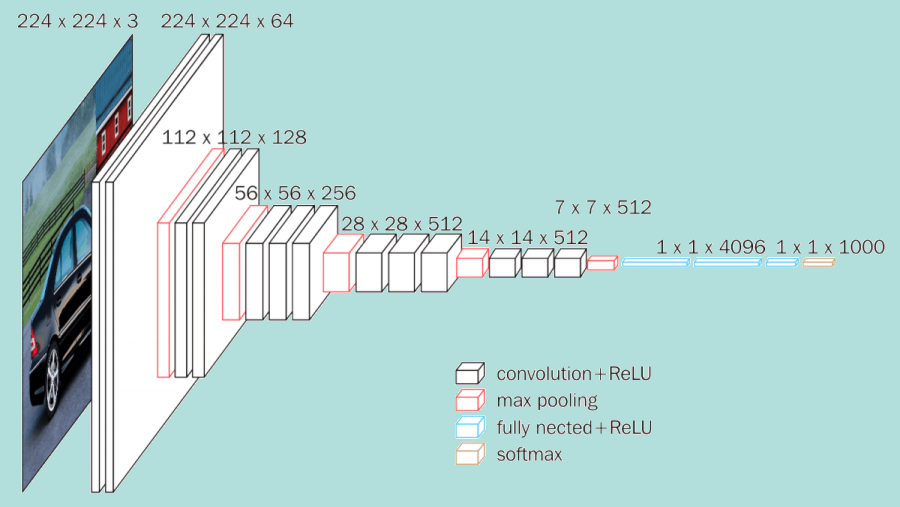 224 x 224 x 3
224 x 224 x 64
112 x 112 x 128
56 x 56 x 256
28 x 28 x 512
14 x 14 x 512
7 x 7 x 512
1 x 1 x 4096
1 x 1 x 1000
convolution+ReLU
max pooling
fully nected+ReLU
softmax